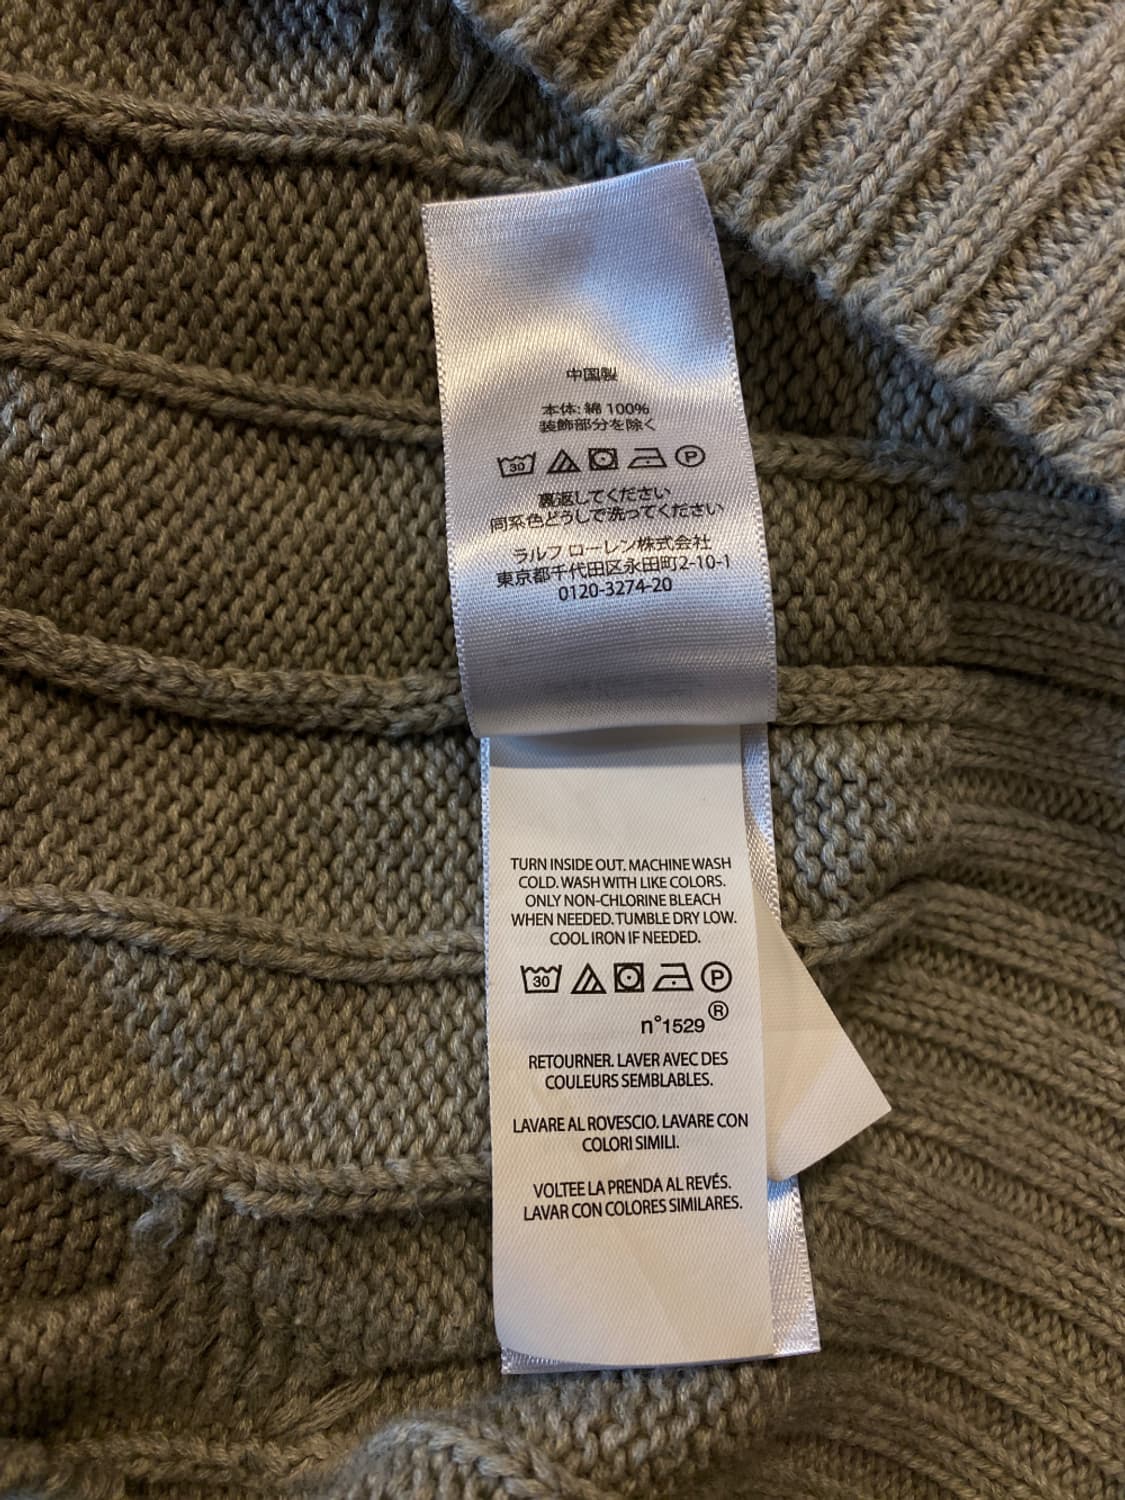 中国製
本体: 綿 100%
装飾部分を除く
30 P
裏返してください
同系色どうしで洗ってください
ラルフ ローレン株式会社
東京都千代田区永田町2-10-1
0120-3274-20
TURN INSIDE OUT. MACHINE WASH
COLD. WASH WITH LIKE COLORS.
ONLY NON-CHLORINE BLEACH
WHEN NEEDED. TUMBLE DRY LOW.
COOL IRON IF NEEDED.
30 P
n°1529 ®
RETOURNER. LAVER AVEC DES
COULEURS SEMBLABLES.
LAVARE AL ROVESCIO. LAVARE CON
COLORI SIMILI.
VOLTEE LA PRENDA AL REVÉS.
LAVAR CON COLORES SIMILARES.